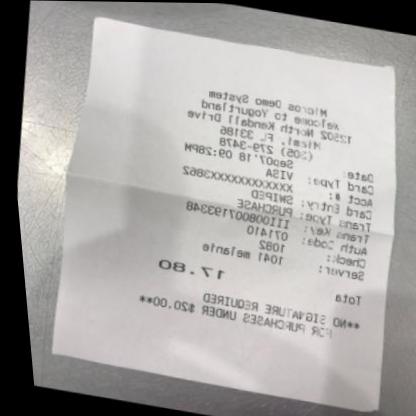 Micros Demo System
Welcome to Yogurtland
12502 North Kendall Drive
Miami, FL 33186
(305) 279-3478
Date: Sep07'18 09:28PM
Card Type: VISA
Acct #: XXXXXXXXXXXX3862
Card Entry: SWIPED
Trans Type: PURCHASE
Trans Key: III008007193348
Auth Code: 071410
Check: 1082
Server: 1041 melanie
Tota 17.80
**NO SIGNATURE REQUIRED
FOR PURCHASES UNDER $20.00**